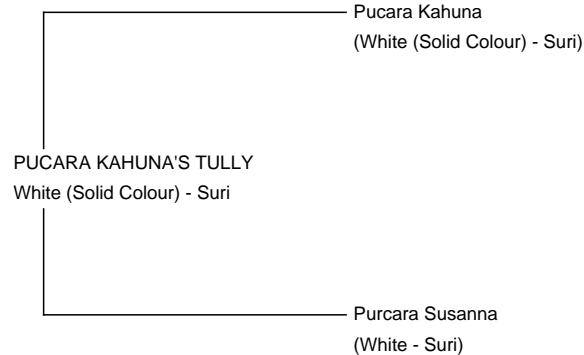 Pucara Kahuna
(White (Solid Colour) - Suri)
PUCARA KAHUNA'S TULLY
White (Solid Colour) - Suri
Purcara Susanna
(White - Suri)